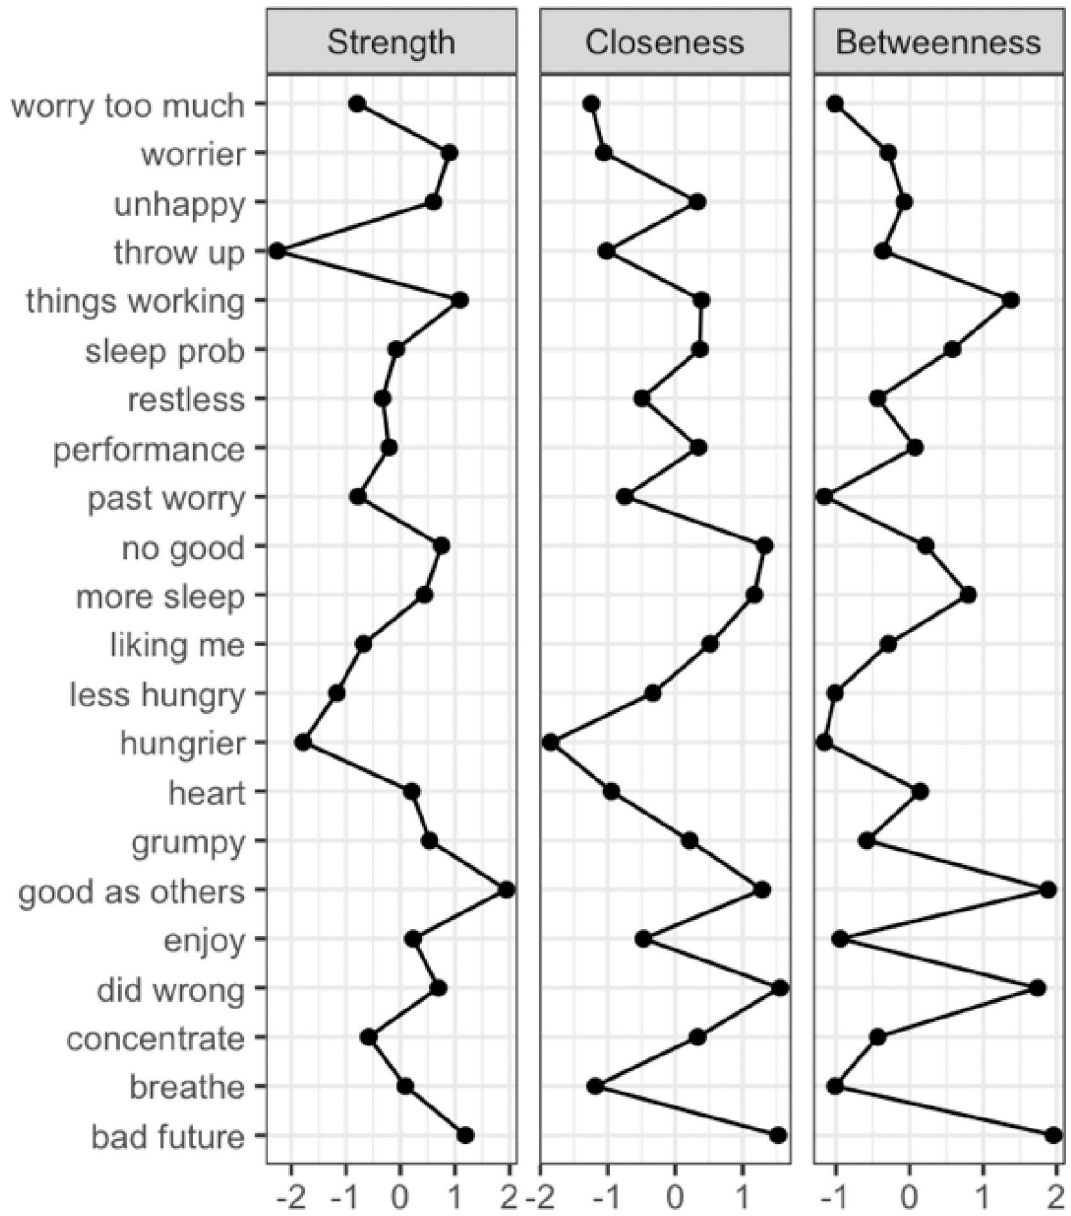 Strength Closeness Betweenness
worry too much
worrier
unhappy
throw up
things working
sleep prob
restless
performance
past worry
no good
more sleep
liking me
less hungry
hungrier
heart
grumpy
good as others
enjoy
did wrong
concentrate
breathe
bad future
-2 -1 0 1 2 -2 -1 0 1 -1 0 1 2